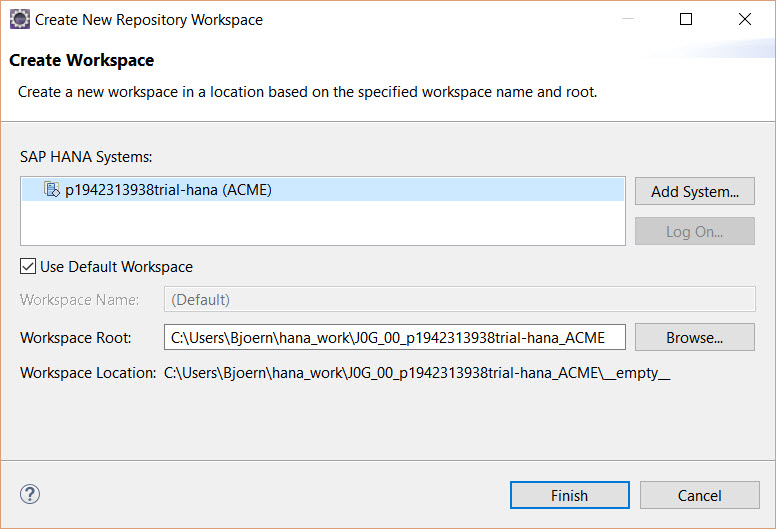 Create New Repository Workspace
Create Workspace
Create a new workspace in a location based on the specified workspace name and root.
SAP HANA Systems:
p1942313938trial-hana (ACME)
Add System...
Log On...
Use Default Workspace
Workspace Name: (Default)
Workspace Root: C:\Users\Bjoern\hana_work\J0G_00_p1942313938trial-hana_ACME Browse...
Workspace Location: C:\Users\Bjoern\hana_work\J0G_00_p1942313938trial-hana_ACME\__empty__
? Finish Cancel